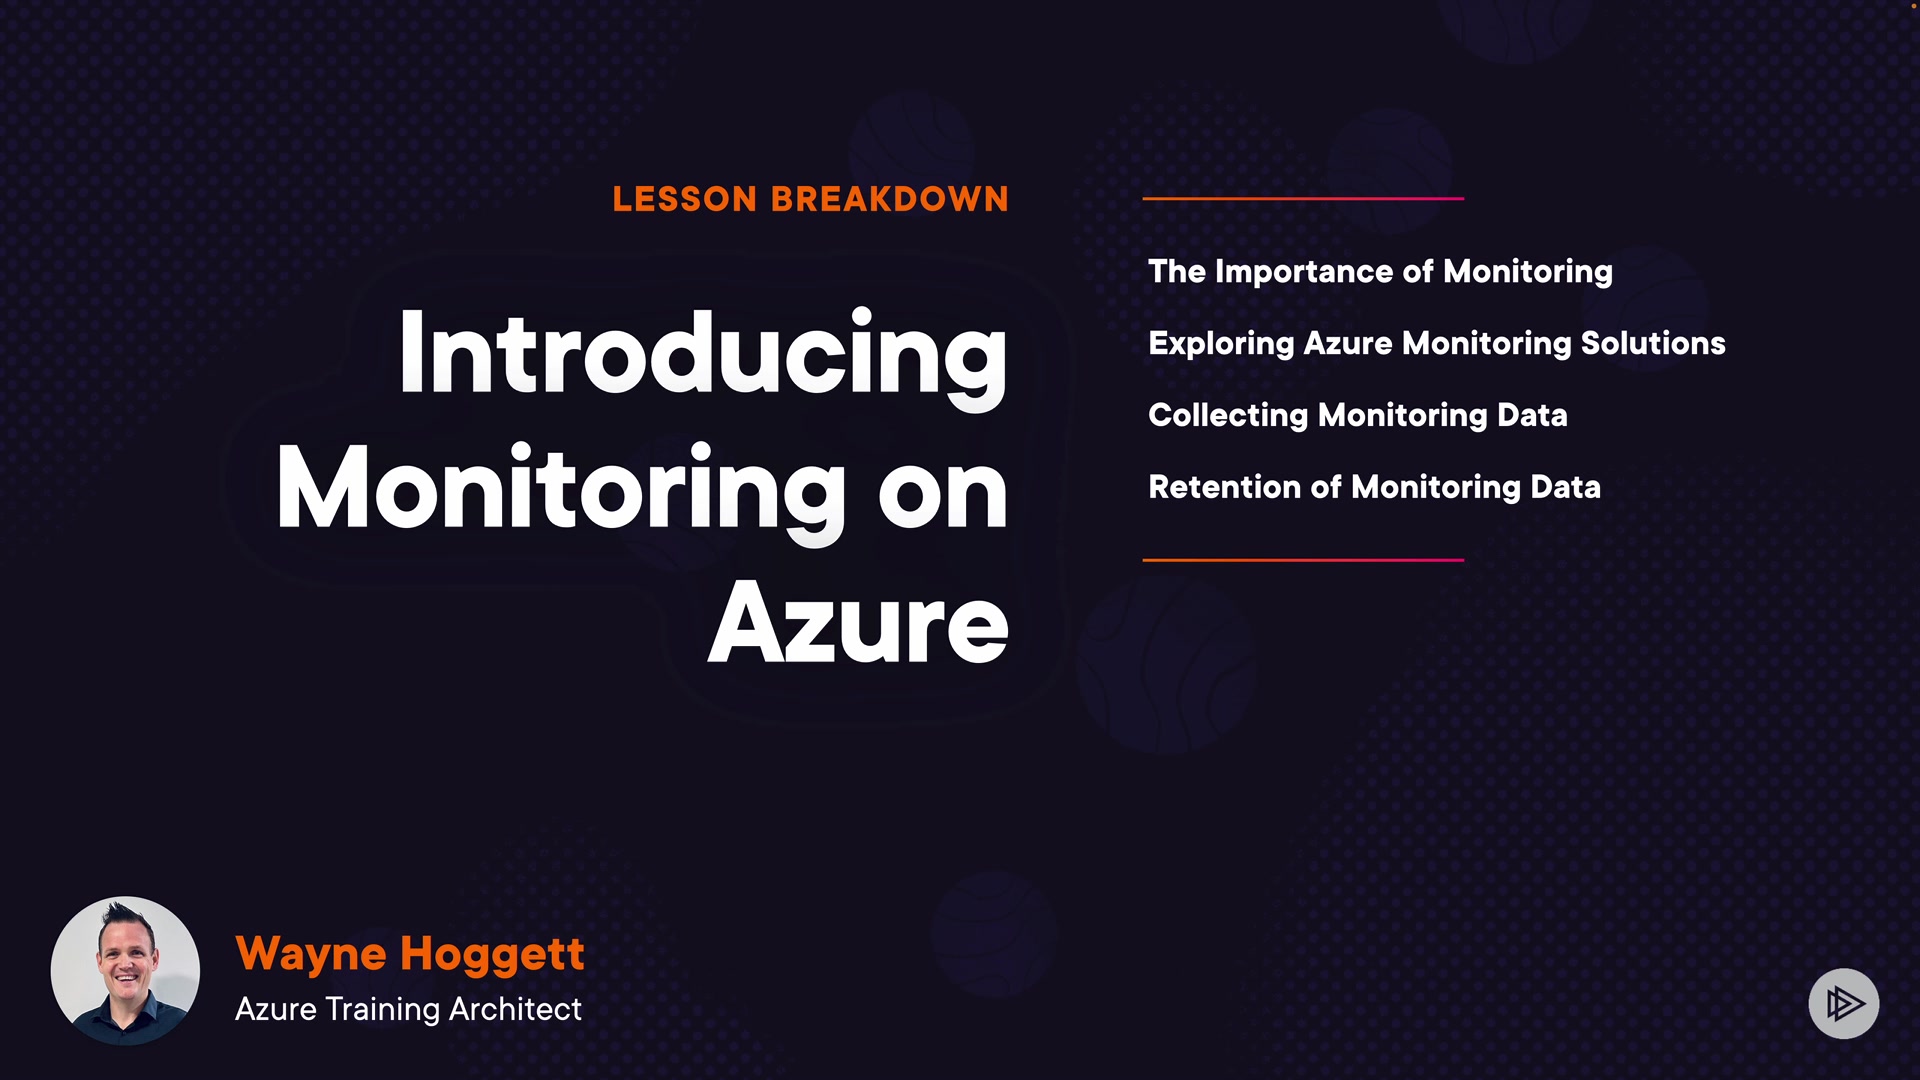 LESSON BREAKDOWN
Introducing
Monitoring on
Azure
The Importance of Monitoring
Exploring Azure Monitoring Solutions
Collecting Monitoring Data
Retention of Monitoring Data
Wayne Hoggett
Azure Training Architect